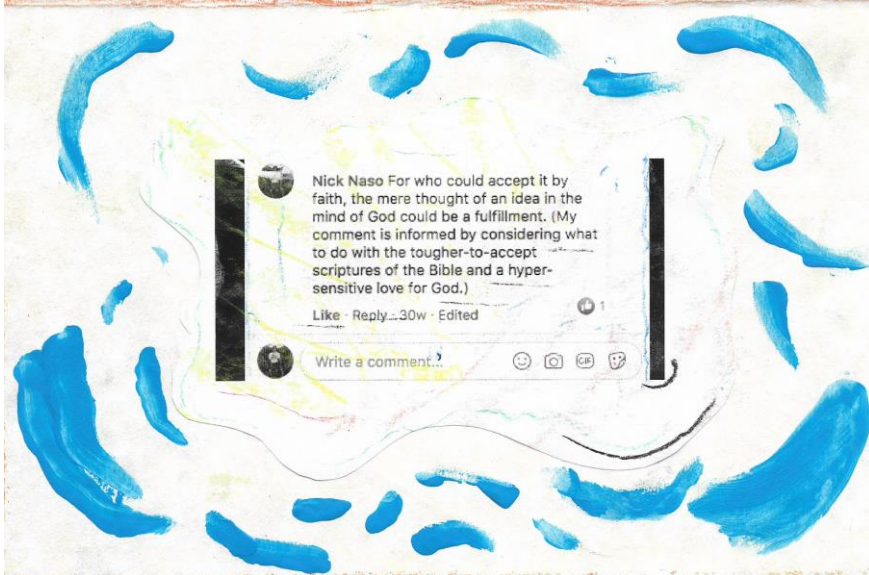 Nick Naso For who could accept it by
faith, the mere thought of an idea in the
mind of God could be a fulfillment. (My
comment is informed by considering what
to do with the tougher-to-accept
scriptures of the Bible and a hyper-
sensitive love for God.)
Like · Reply · 30w · Edited
1
Write a comment...
GIF